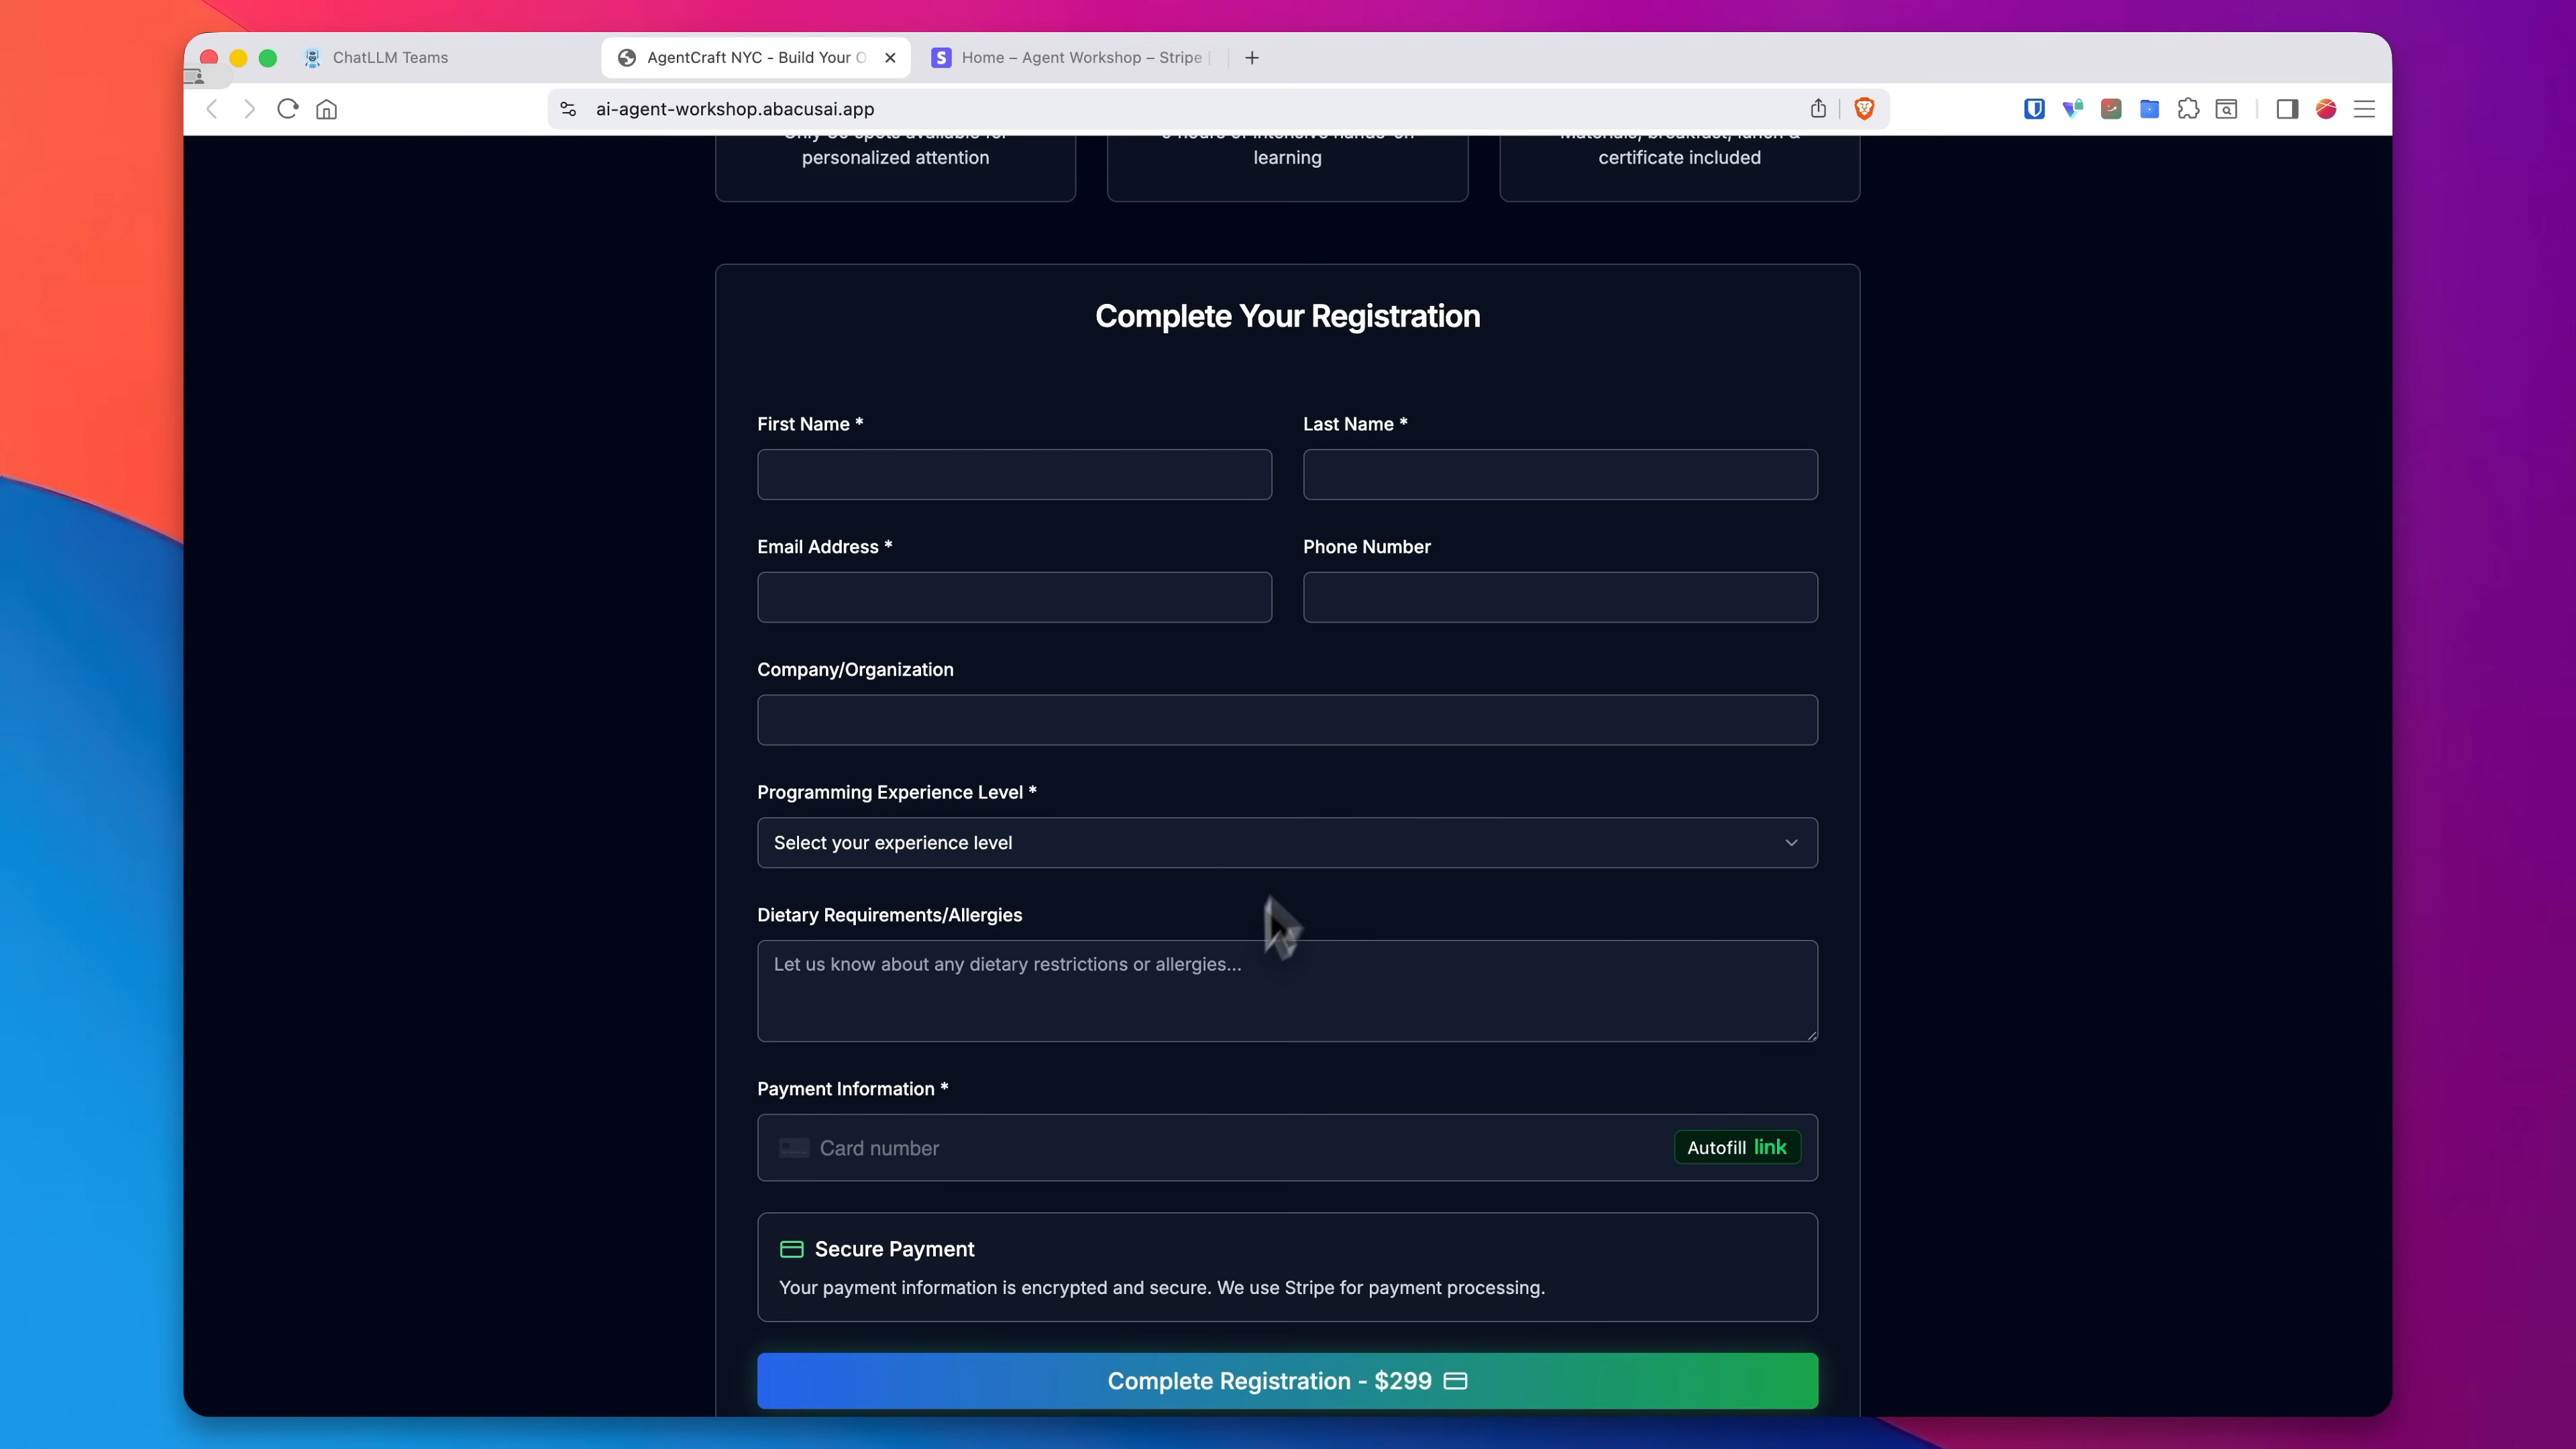 ChatLLM Teams
AgentCraft NYC - Build Your O
Home – Agent Workshop – Stripe
ai-agent-workshop.abacusai.app
personalized attention
learning
certificate included
Complete Your Registration
First Name *
Last Name *
Email Address *
Phone Number
Company/Organization
Programming Experience Level *
Select your experience level
Dietary Requirements/Allergies
Let us know about any dietary restrictions or allergies...
Payment Information *
Card number
Autofill link
Secure Payment
Your payment information is encrypted and secure. We use Stripe for payment processing.
Complete Registration - $299